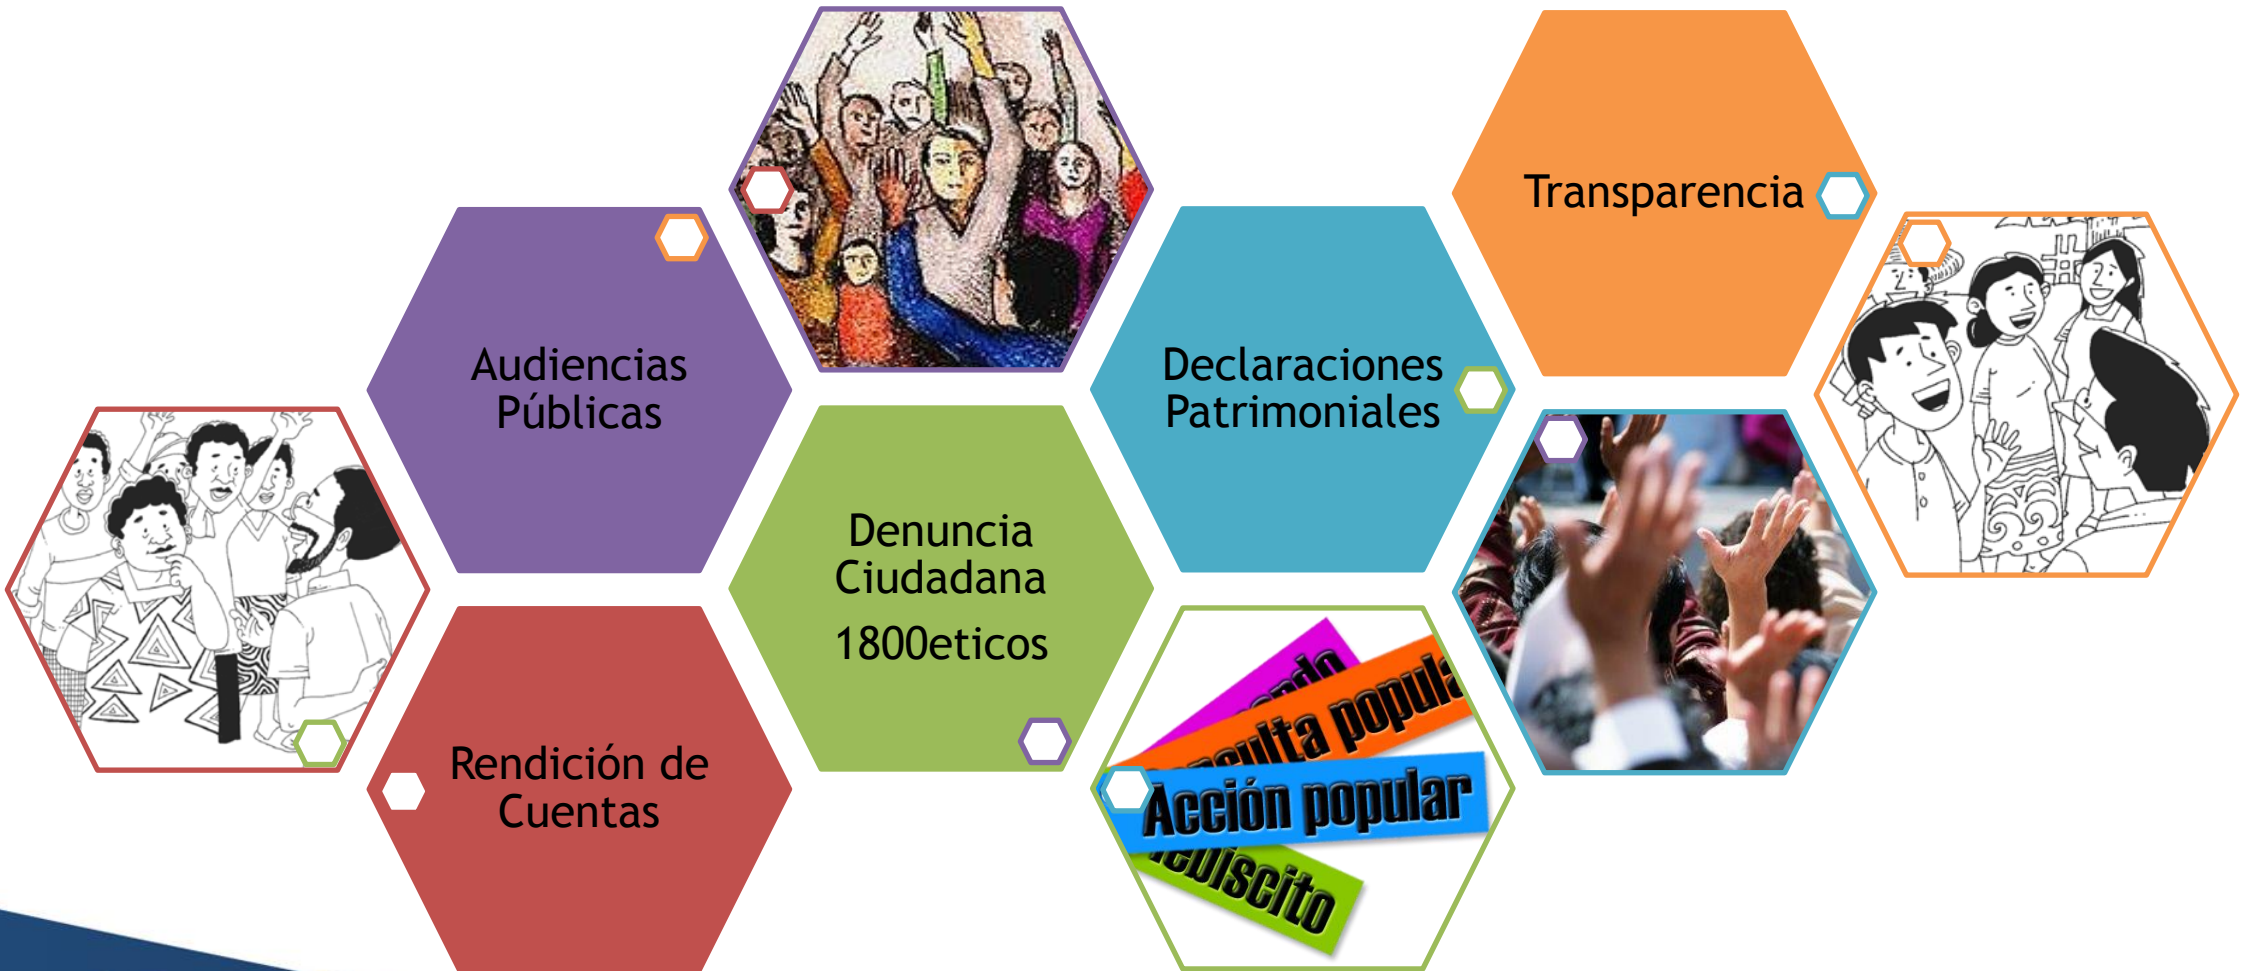 Transparencia
Audiencias
Públicas
Declaraciones
Patrimoniales
Denuncia
Ciudadana
1800eticos
Rendición de
Cuentas
Acción popular